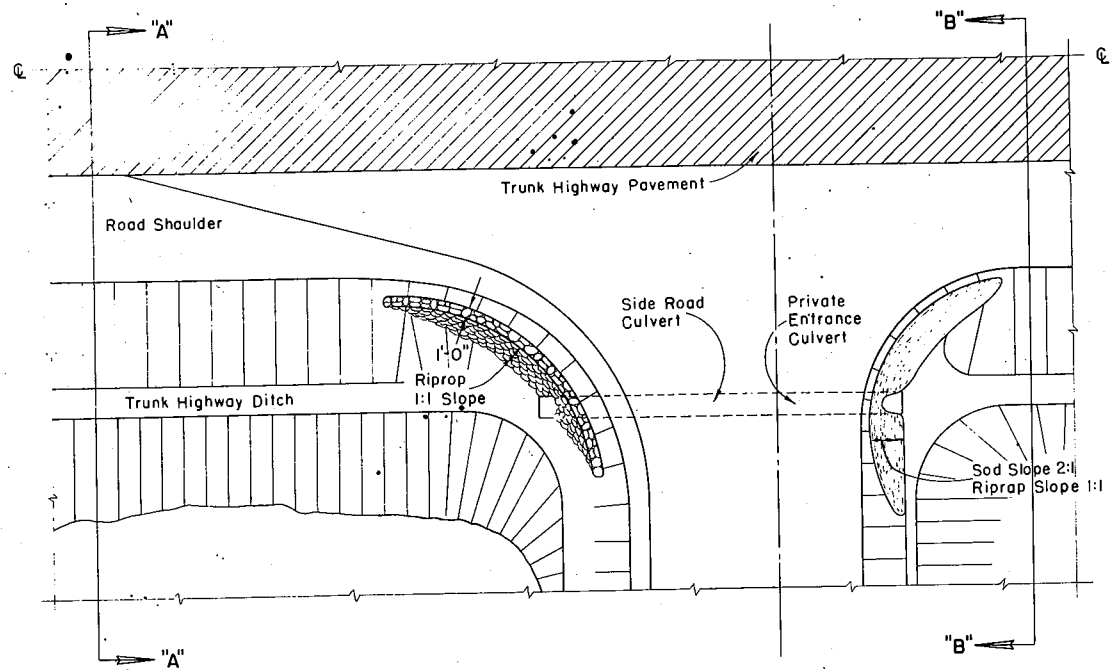 "A"
"B"
℄
℄
Trunk Highway Pavement
Road Shoulder
Side Road
Culvert
Private
Entrance
Culvert
1'-0"
Riprap
1:1 Slope
Trunk Highway Ditch
Sod Slope 2:1
Riprap Slope 1:1
"A"
"B"